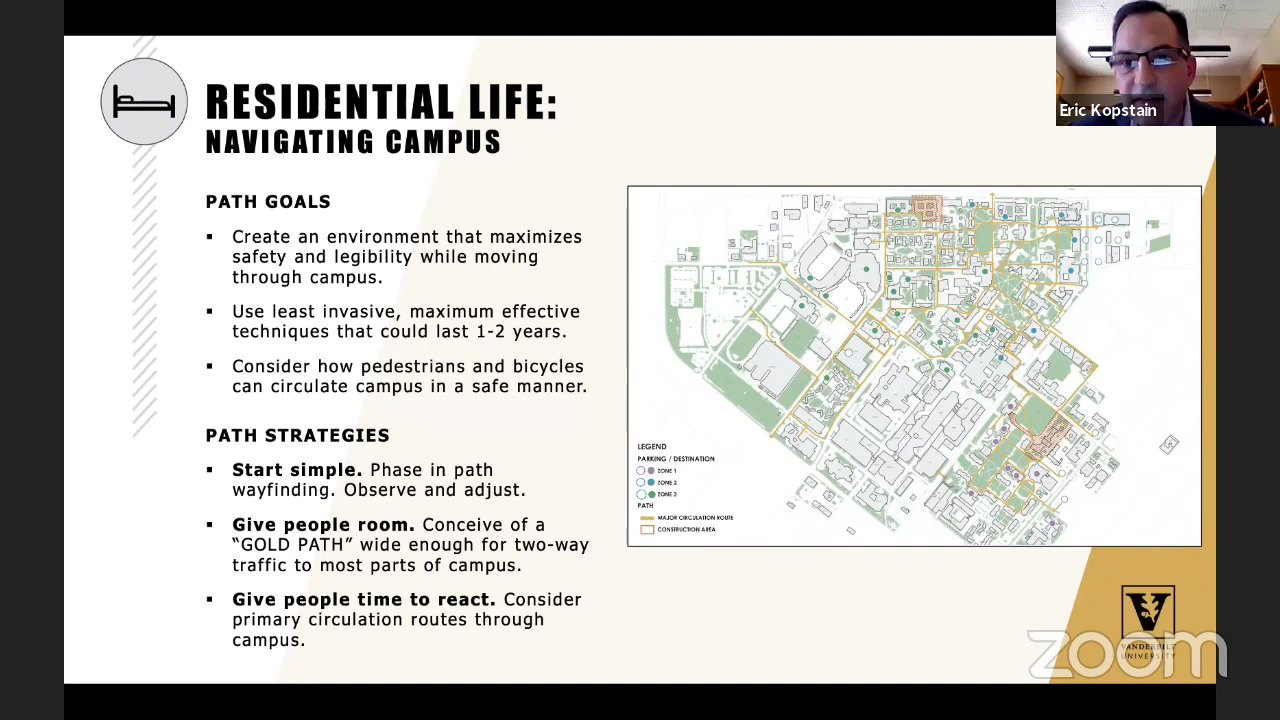 Eric Kopstain
RESIDENTIAL LIFE:
NAVIGATING CAMPUS
PATH GOALS
▪ Create an environment that maximizes
safety and legibility while moving
through campus.
▪ Use least invasive, maximum effective
techniques that could last 1-2 years.
▪ Consider how pedestrians and bicycles
can circulate campus in a safe manner.
PATH STRATEGIES
▪ Start simple. Phase in path
wayfinding. Observe and adjust.
▪ Give people room. Conceive of a
“GOLD PATH” wide enough for two-way
traffic to most parts of campus.
▪ Give people time to react. Consider
primary circulation routes through
campus.
LEGEND
PARKING / DESTINATION
ZONE 1
ZONE 2
ZONE 3
PATH
MAJOR CIRCULATION ROUTE
CONSTRUCTION AREA
V
VANDERBILT
UNIVERSITY
zoom